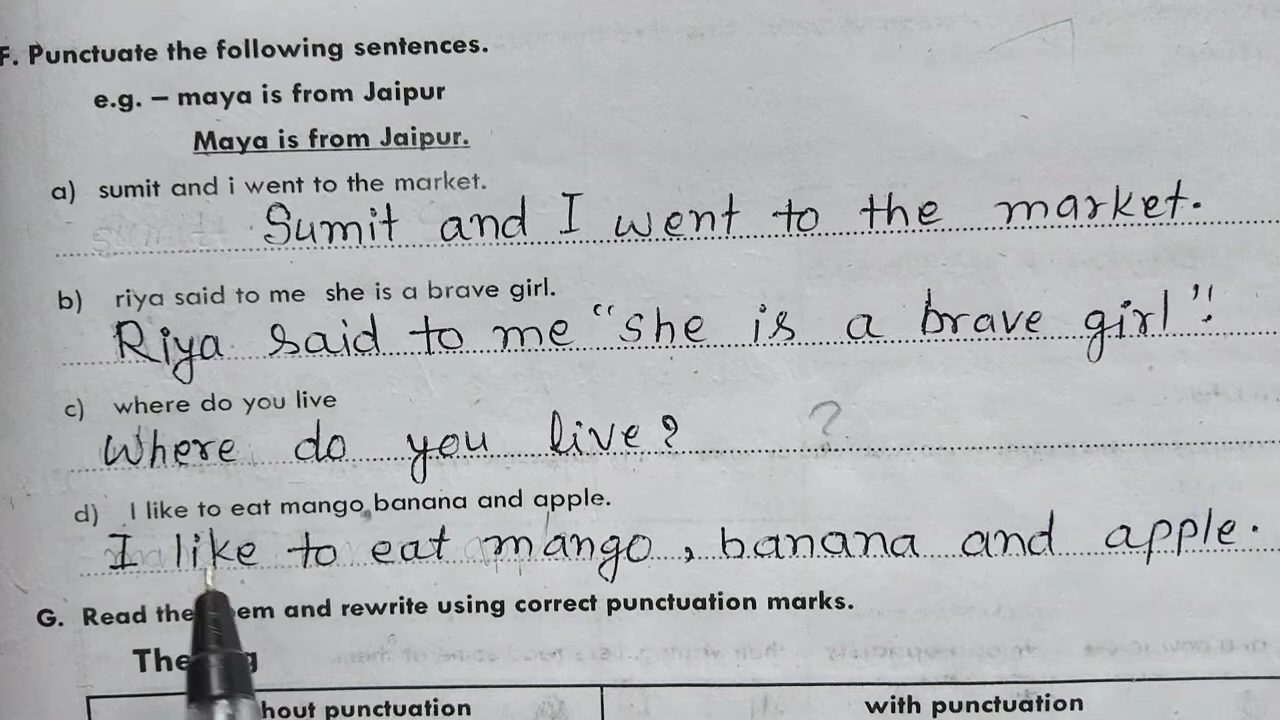 F. Punctuate the following sentences.
e.g. – maya is from Jaipur
Maya is from Jaipur.
a) sumit and i went to the market.
Sumit and I went to the market.
b) riya said to me she is a brave girl.
Riya said to me “she is a brave girl”.
c) where do you live
Where do you live? ?
d) I like to eat mango, banana and apple.
I like to eat mango, banana and apple.
G. Read the and rewrite using correct punctuation marks.
with punctuation